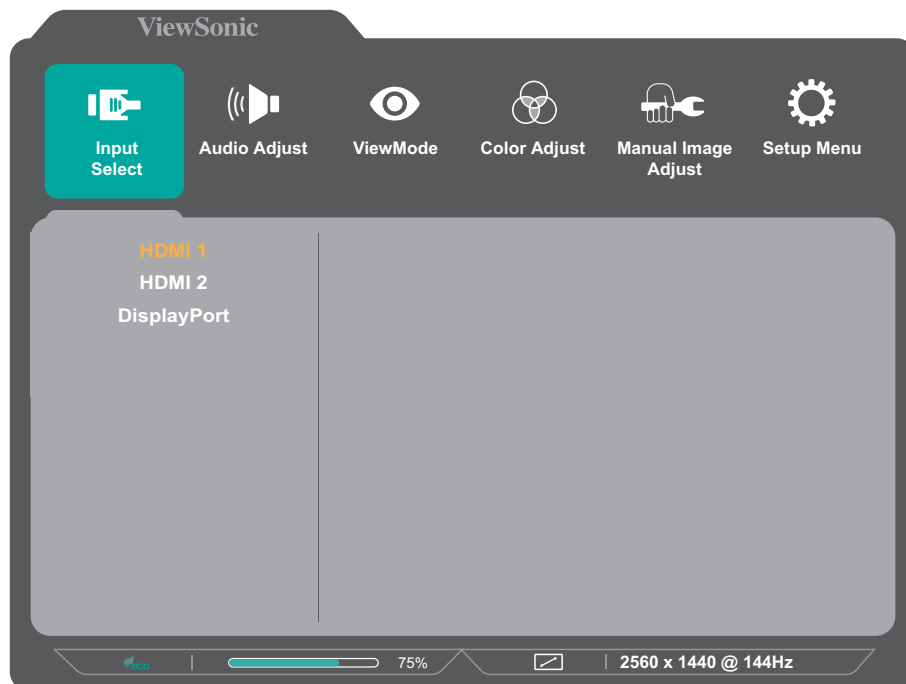 ViewSonic
Input
Select
Audio Adjust
ViewMode
Color Adjust
Manual Image
Adjust
Setup Menu
HDMI 1
HDMI 2
DisplayPort
eco
75%
2560 x 1440 @ 144Hz